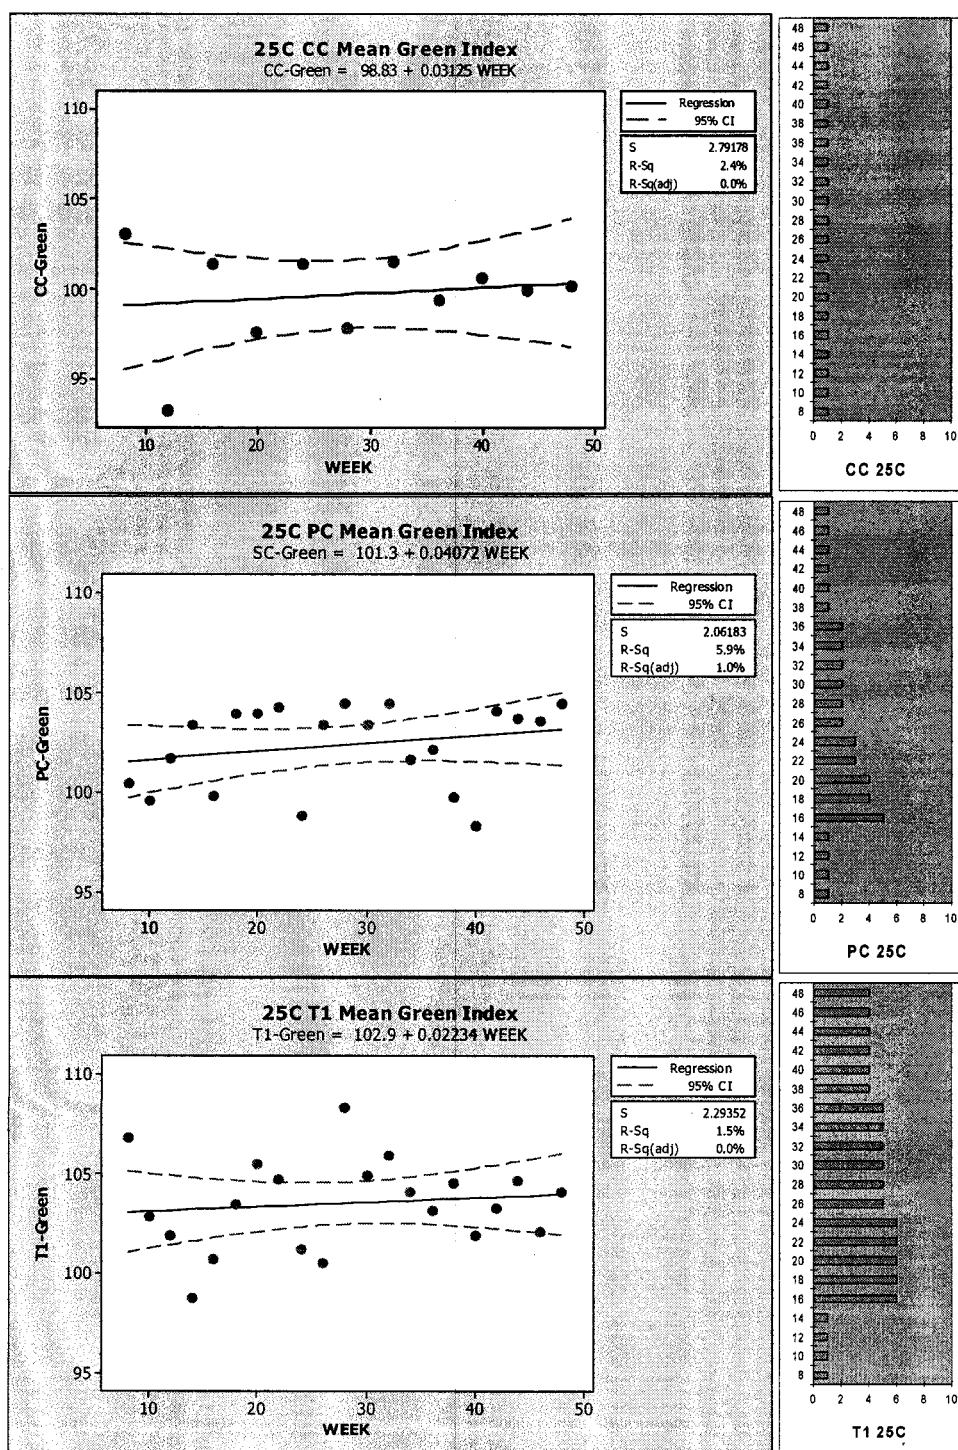 25C CC Mean Green Index
CC-Green = 98.83 + 0.03125 WEEK
Regression
95% CI
S 2.79178
R-Sq 2.4%
R-Sq(adj) 0.0%
CC-Green
110
105
100
95
10 20 30 40 50
WEEK
48
46
44
42
40
38
36
34
32
30
28
26
24
22
20
18
16
14
12
10
8
0 2 4 6 8 10
CC 25C
25C PC Mean Green Index
SC-Green = 101.3 + 0.04072 WEEK
Regression
95% CI
S 2.06183
R-Sq 5.9%
R-Sq(adj) 1.0%
PC-Green
110
105
100
95
10 20 30 40 50
WEEK
48
46
44
42
40
38
36
34
32
30
28
26
24
22
20
18
16
14
12
10
8
0 2 4 6 8 10
PC 25C
25C T1 Mean Green Index
T1-Green = 102.9 + 0.02234 WEEK
Regression
95% CI
S 2.29352
R-Sq 1.5%
R-Sq(adj) 0.0%
T1-Green
110
105
100
95
10 20 30 40 50
WEEK
48
46
44
42
40
38
36
34
32
30
28
26
24
22
20
18
16
14
12
10
8
0 2 4 6 8 10
T1 25C